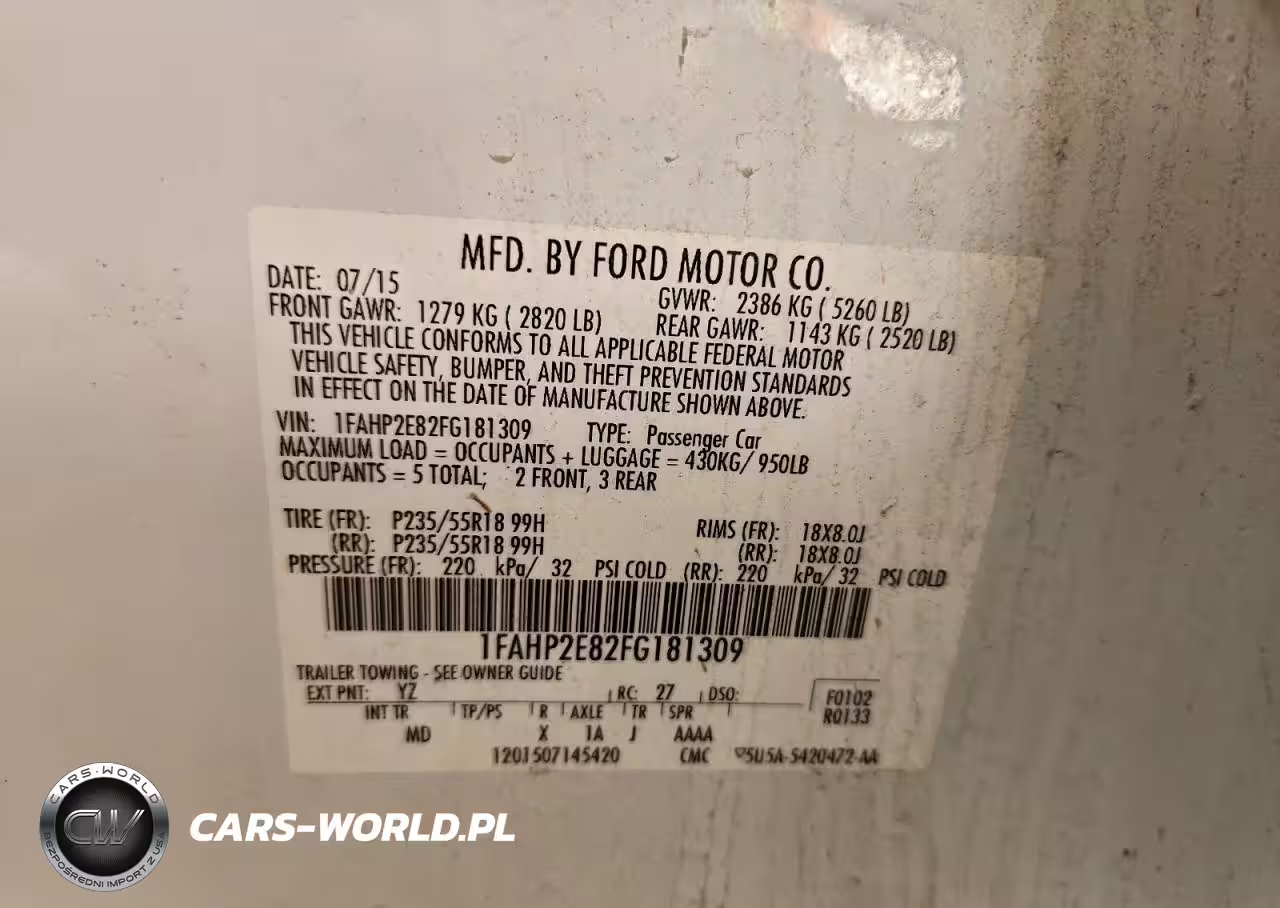 MFD. BY FORD MOTOR CO.
DATE: 07/15 GVWR: 2386 KG ( 5260 LB)
FRONT GAWR: 1279 KG ( 2820 LB) REAR GAWR: 1143 KG ( 2520 LB)
THIS VEHICLE CONFORMS TO ALL APPLICABLE FEDERAL MOTOR
VEHICLE SAFETY, BUMPER, AND THEFT PREVENTION STANDARDS
IN EFFECT ON THE DATE OF MANUFACTURE SHOWN ABOVE.
VIN: 1FAHP2E82FG181309 TYPE: Passenger Car
MAXIMUM LOAD = OCCUPANTS + LUGGAGE = 430KG/ 950LB
OCCUPANTS = 5 TOTAL; 2 FRONT, 3 REAR
TIRE (FR): P235/55R18 99H RIMS (FR): 18X8.0J
(RR): P235/55R18 99H (RR): 18X8.0J
PRESSURE (FR): 220 kPa/ 32 PSI COLD (RR): 220 kPa/ 32 PSI COLD
1FAHP2E82FG181309
TRAILER TOWING - SEE OWNER GUIDE
EXT PNT: YZ RC: 27 DSO: F0102
INT TR TP/PS R AXLE TR SPR R0133
MD X 1A J AAAA
1201507145420 CMC 5U5A-5420472-AA
CARS-WORLD
CW
BEZPOŚREDNI IMPORT Z USA
CARS-WORLD.PL